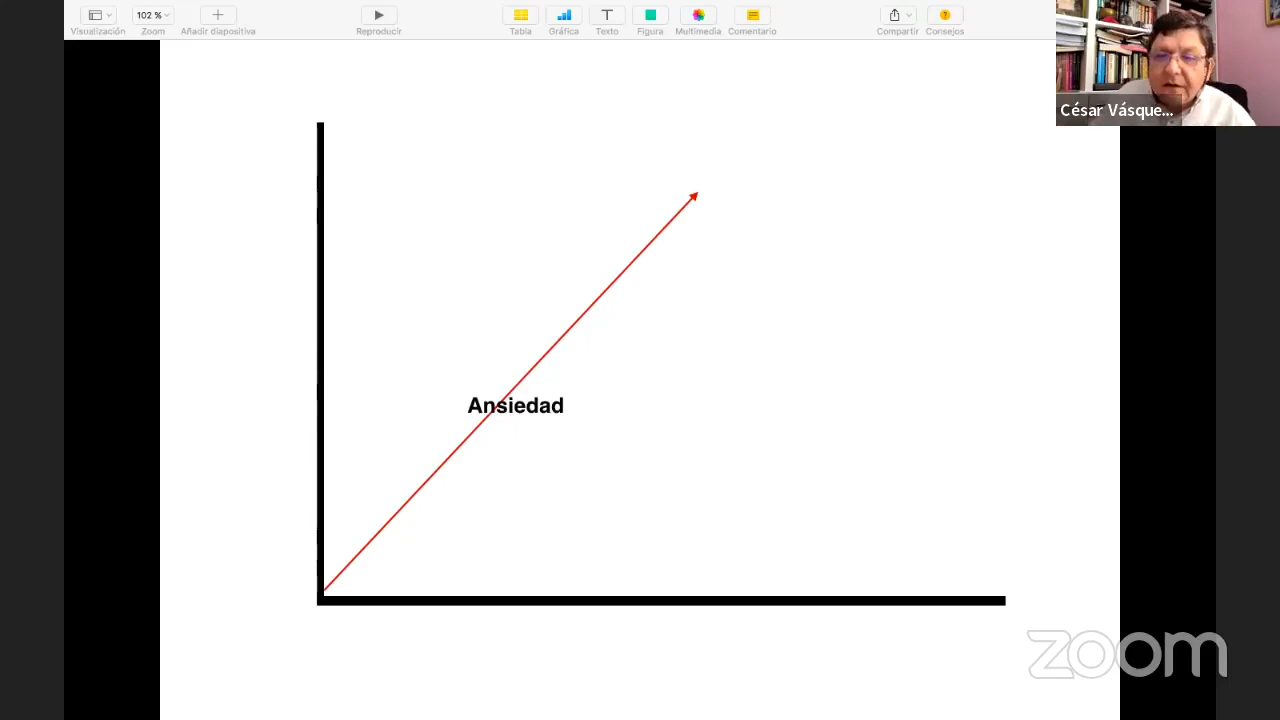 102 %
Visualización
Zoom
Añadir diapositiva
Reproducir
Tabla
Gráfica
Texto
Figura
Multimedia
Comentario
Compartir
Consejos
César Vásque...
Ansiedad
zoom